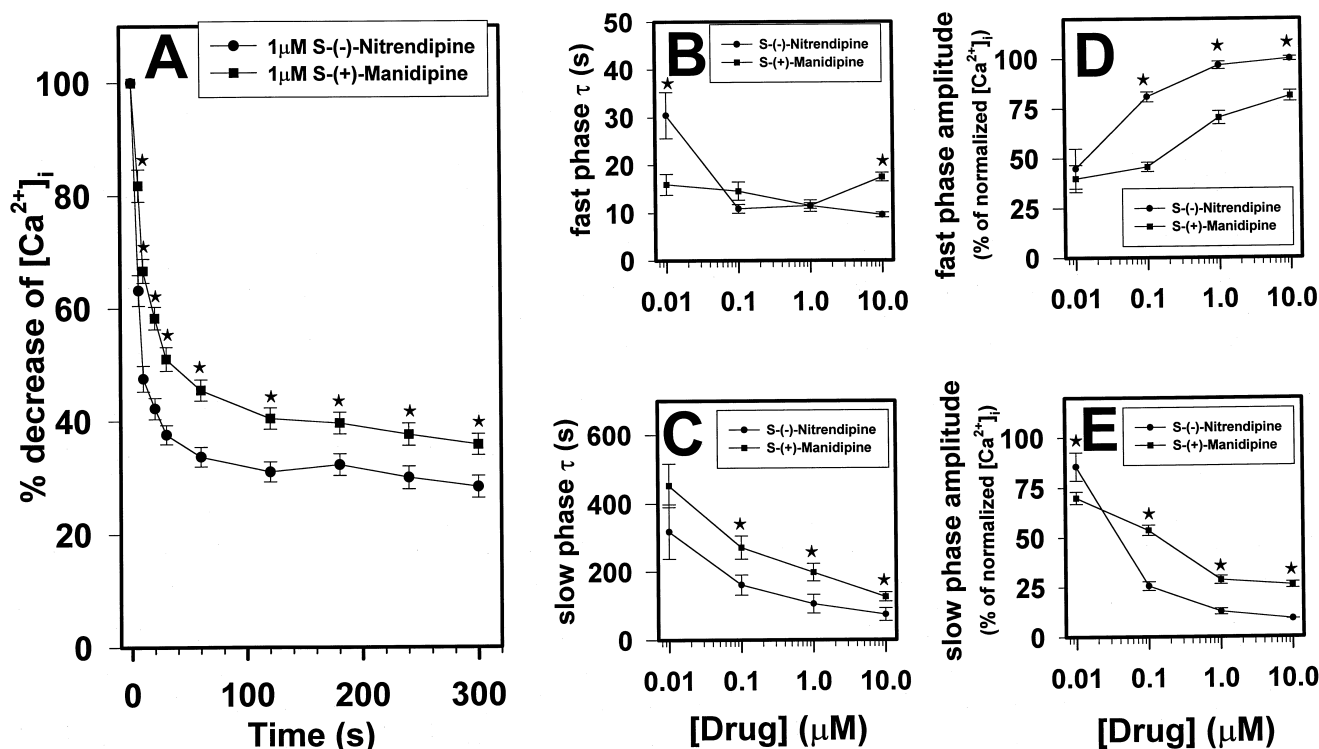 A
1μM S-(-)-Nitrendipine
1μM S-(+)-Manidipine
% decrease of [Ca2+]i
100
80
60
40
20
0
0 100 200 300
Time (s)
B
S-(-)-Nitrendipine
S-(+)-Manidipine
fast phase τ (s)
50
40
30
20
10
0
0.01 0.1 1.0 10.0
D
fast phase amplitude
(% of normalized [Ca2+]i)
100
75
50
25
0
S-(-)-Nitrendipine
S-(+)-Manidipine
0.01 0.1 1.0 10.0
C
S-(-)-Nitrendipine
S-(+)-Manidipine
slow phase τ (s)
600
400
200
0
0.01 0.1 1.0 10.0
[Drug] (μM)
E
S-(-)-Nitrendipine
S-(+)-Manidipine
slow phase amplitude
(% of normalized [Ca2+]i)
100
75
50
25
0
0.01 0.1 1.0 10.0
[Drug] (μM)